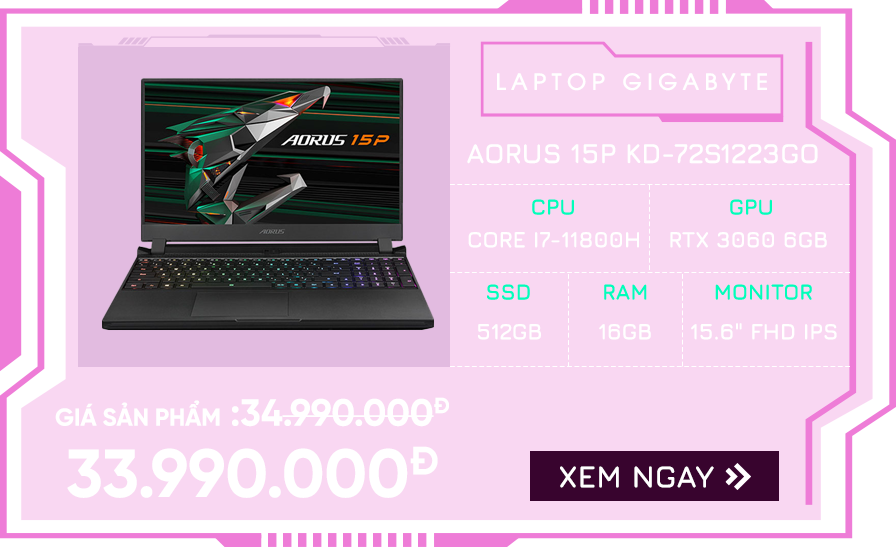 LAPTOP GIGABYTE
AORUS 15P
AORUS
AORUS 15P KD-72S1223GO
CPU
GPU
CORE I7-11800H
RTX 3060 6GB
SSD
RAM
MONITOR
512GB
16GB
15.6" FHD IPS
GIÁ SẢN PHẨM :34.990.000Đ
33.990.000Đ
XEM NGAY